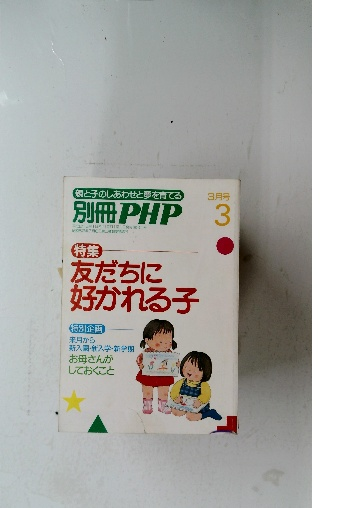 親と子のしあわせと夢を育てる
別冊PHP
3月号
3
特集
友だちに
好かれる子
特別企画
来月から
新入園・新入学・新学期
お母さんが
しておくこと